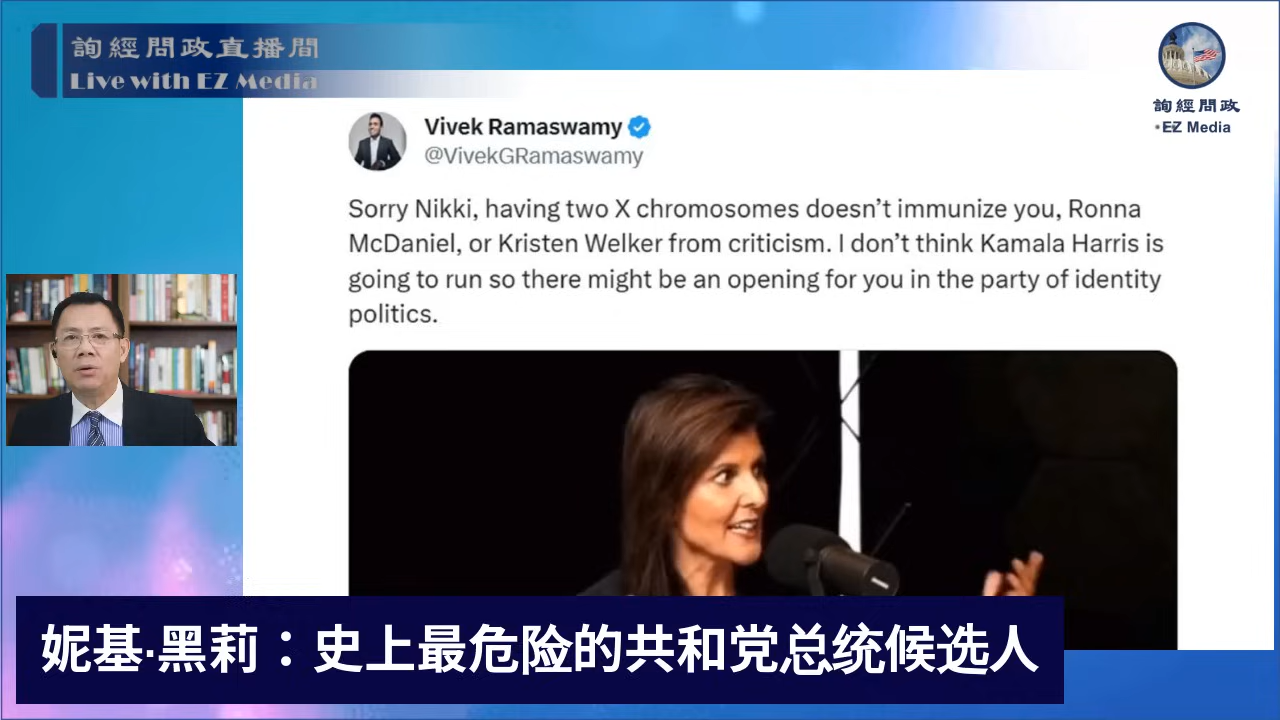 詢經問政直播間
Live with EZ Media
詢經問政
EZ Media
Vivek Ramaswamy
@VivekGRamaswamy
Sorry Nikki, having two X chromosomes doesn’t immunize you, Ronna
McDaniel, or Kristen Welker from criticism. I don’t think Kamala Harris is
going to run so there might be an opening for you in the party of identity
politics.
妮基·黑莉：史上最危险的共和党总统候选人